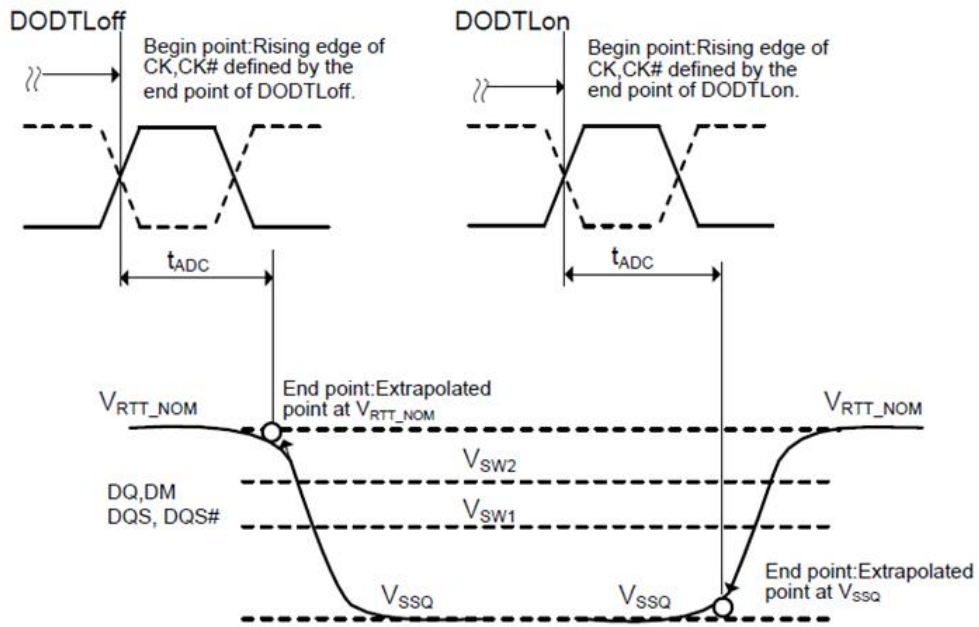 DODTLoff
Begin point:Rising edge of
CK,CK# defined by the
end point of DODTLoff.
DODTLon
Begin point:Rising edge of
CK,CK# defined by the
end point of DODTLon.
tADC
tADC
VRTT_NOM
End point:Extrapolated
point at VRTT_NOM
VRTT_NOM
VSW2
DQ,DM
DQS, DQS#
VSW1
VSSQ
VSSQ
End point:Extrapolated
point at VSSQ